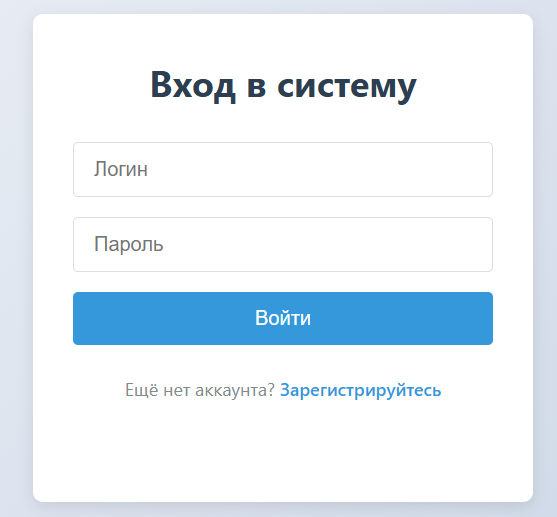 Вход в систему
Логин
Пароль
Войти
Ещё нет аккаунта? Зарегистрируйтесь